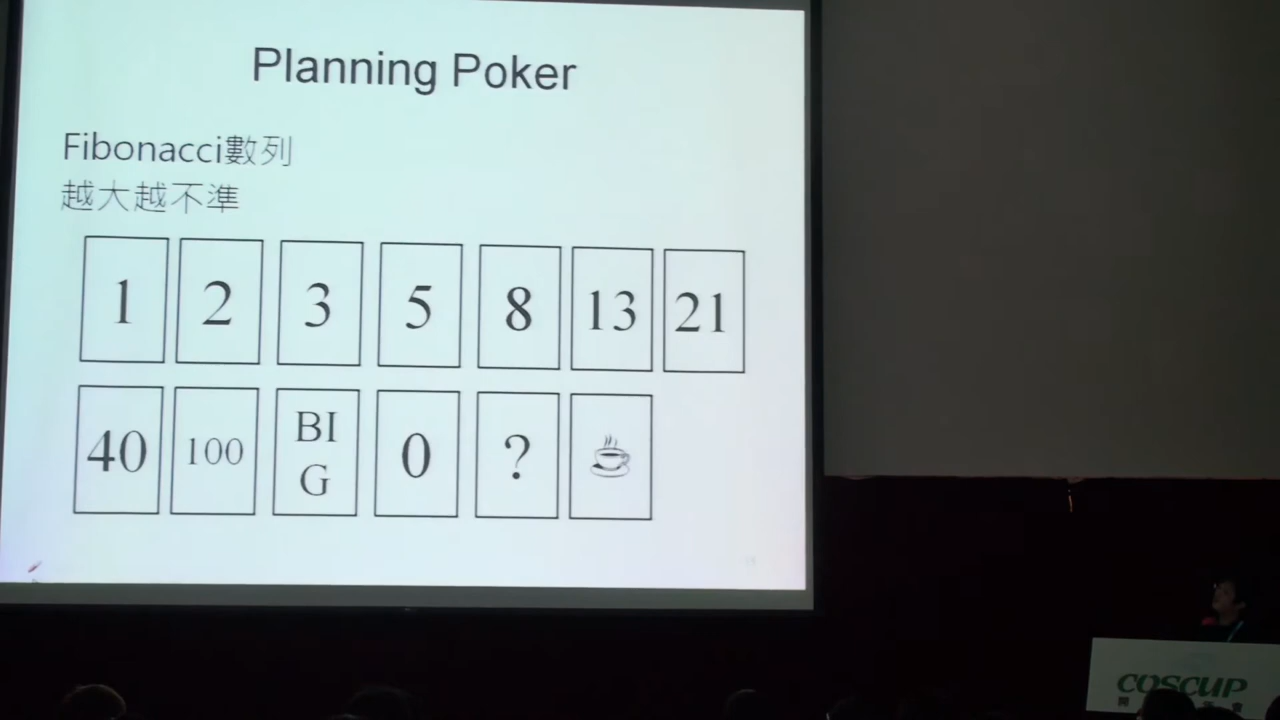 Planning Poker
Fibonacci數列
越大越不準
1 2 3 5 8 13 21
40 100 BI
G 0 ?
COSCUP